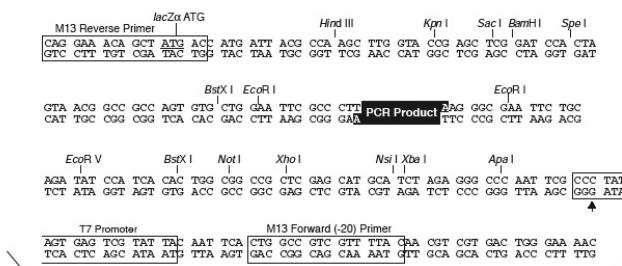 lacZα ATG
M13 Reverse Primer Hind III Kpn I Sac I BamH I Spe I
CAG GAA ACA GCT ATG ACC ATG ATT ACG CCA AGC TTG GTA CCG AGC TCG GAT CCA CTA
GTC CTT TGT CGA TAC TGG TAC TAA TGC GGT TCG AAC CAT GGC TCG AGC CTA GGT GAT
BstX I EcoR I EcoR I
GTA ACG GCC GCC AGT GTG CTG GAA TTC GCC CTT PCR Product AAG GGC GAA TTC TGC
CAT TGC CGG CGG TCA CAC GAC CTT AAG CGG GAA TTC CCG CTT AAG ACG
EcoR V BstX I Not I Xho I Nsi I Xba I Apa I
AGA TAT CCA TCA CAC TGG CGG CCG CTC GAG CAT GCA TCT AGA GGG CCC AAT TCG CCC TAT
TCT ATA GGT AGT GTG ACC GCC GGC GAG CTC GTA CGT AGA TCT CCC GGG TTA AGC GGG ATA
T7 Promoter M13 Forward (-20) Primer
AGT GAG TCG TAT TAC AAT TCA CTG GCC GTC GTT TTA CAA CGT CGT GAC TGG GAA AAC
TCA CTC AGC ATA ATG TTA AGT GAC CGG CAG CAA AAT GTT GCA GCA CTG ACC CTT TTG